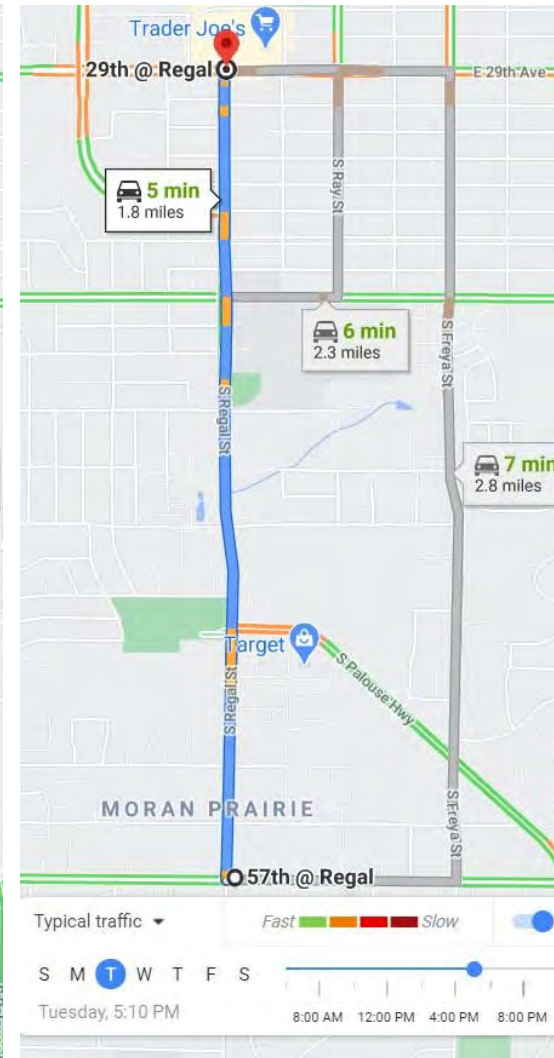 Trader Joe's
29th @ Regal
E 29th Ave
5 min
1.8 miles
S Ray St
6 min
2.3 miles
S Freya St
S Regal St
7 min
2.8 miles
Target
S Palouse Hwy
S Regal St
MORAN PRAIRIE
S Freya St
57th @ Regal
Typical traffic
Fast
Slow
S M T W T F S
Tuesday, 5:10 PM
8:00 AM 12:00 PM 4:00 PM 8:00 PM